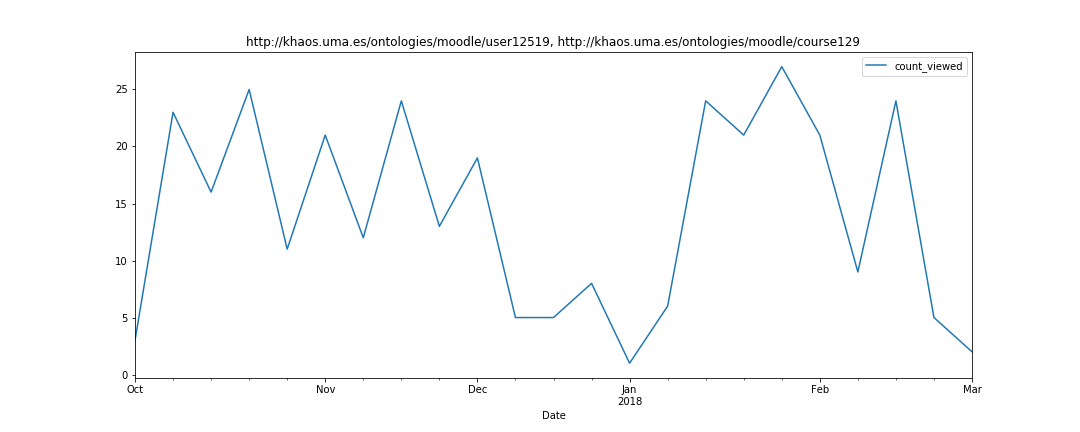 http://khaos.uma.es/ontologies/moodle/user12519, http://khaos.uma.es/ontologies/moodle/course129
count_viewed
25
20
15
10
5
0
Oct Nov Dec Jan Feb Mar
2018
Date